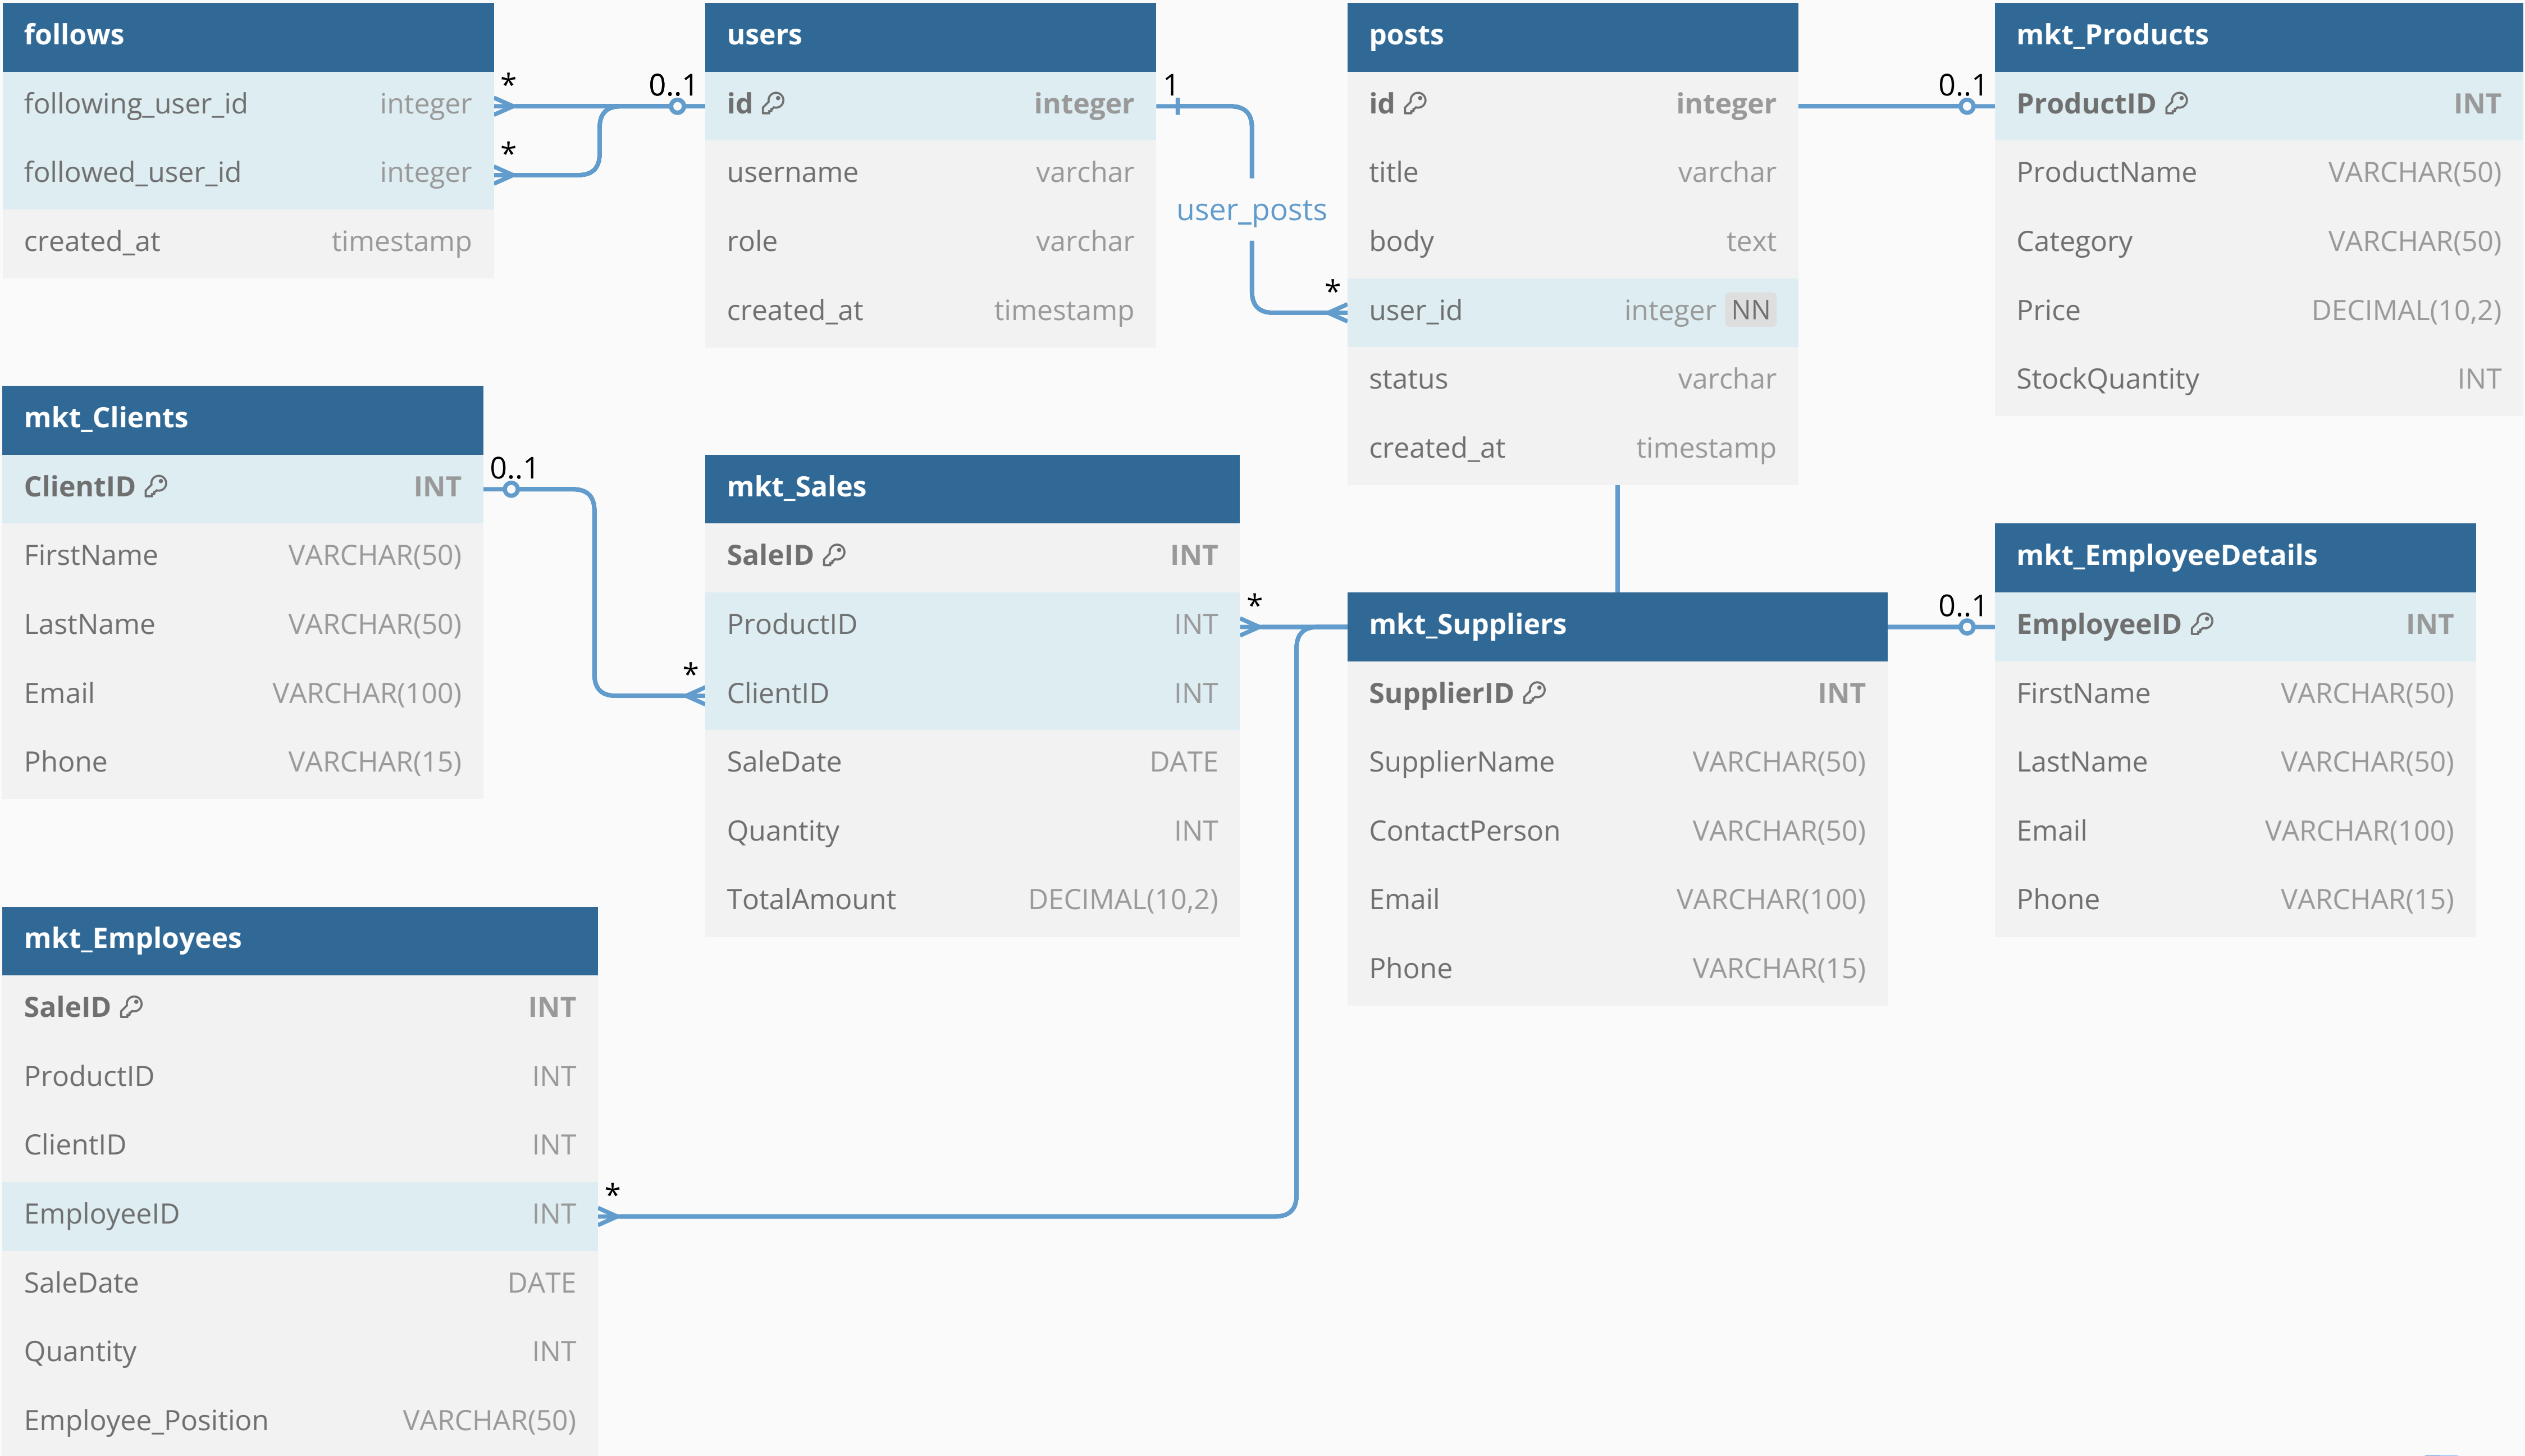 follows
following_user_id integer
followed_user_id integer
created_at timestamp
*
*
0..1
users
id integer
username varchar
role varchar
created_at timestamp
1
user_posts
*
posts
id integer
title varchar
body text
user_id integer NN
status varchar
created_at timestamp
0..1
mkt_Products
ProductID INT
ProductName VARCHAR(50)
Category VARCHAR(50)
Price DECIMAL(10,2)
StockQuantity INT
mkt_Clients
ClientID INT
FirstName VARCHAR(50)
LastName VARCHAR(50)
Email VARCHAR(100)
Phone VARCHAR(15)
0..1
*
mkt_Sales
SaleID INT
ProductID INT
ClientID INT
SaleDate DATE
Quantity INT
TotalAmount DECIMAL(10,2)
*
mkt_Suppliers
SupplierID INT
SupplierName VARCHAR(50)
ContactPerson VARCHAR(50)
Email VARCHAR(100)
Phone VARCHAR(15)
0..1
mkt_EmployeeDetails
EmployeeID INT
FirstName VARCHAR(50)
LastName VARCHAR(50)
Email VARCHAR(100)
Phone VARCHAR(15)
mkt_Employees
SaleID INT
ProductID INT
ClientID INT
EmployeeID INT
SaleDate DATE
Quantity INT
Employee_Position VARCHAR(50)
*